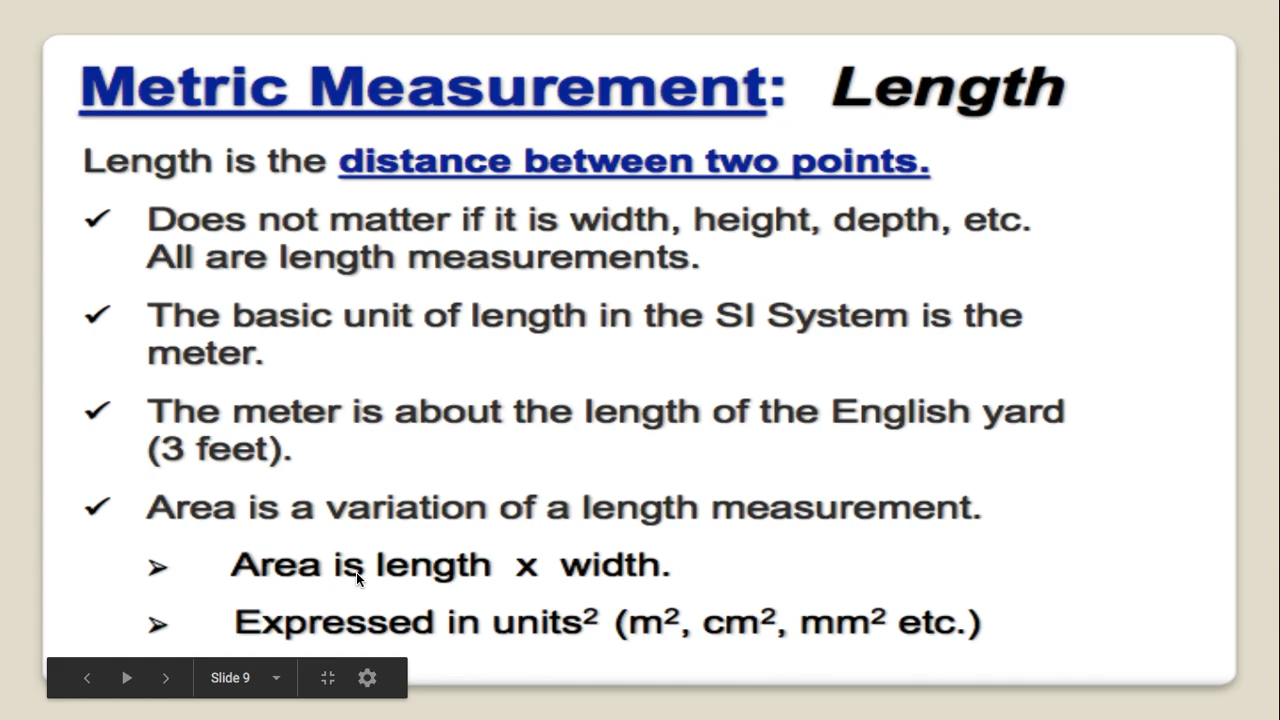 Metric Measurement: Length
Length is the distance between two points.
✓ Does not matter if it is width, height, depth, etc.
All are length measurements.
✓ The basic unit of length in the SI System is the
meter.
✓ The meter is about the length of the English yard
(3 feet).
✓ Area is a variation of a length measurement.
➢ Area is length x width.
➢ Expressed in units² (m², cm², mm² etc.)
Slide 9